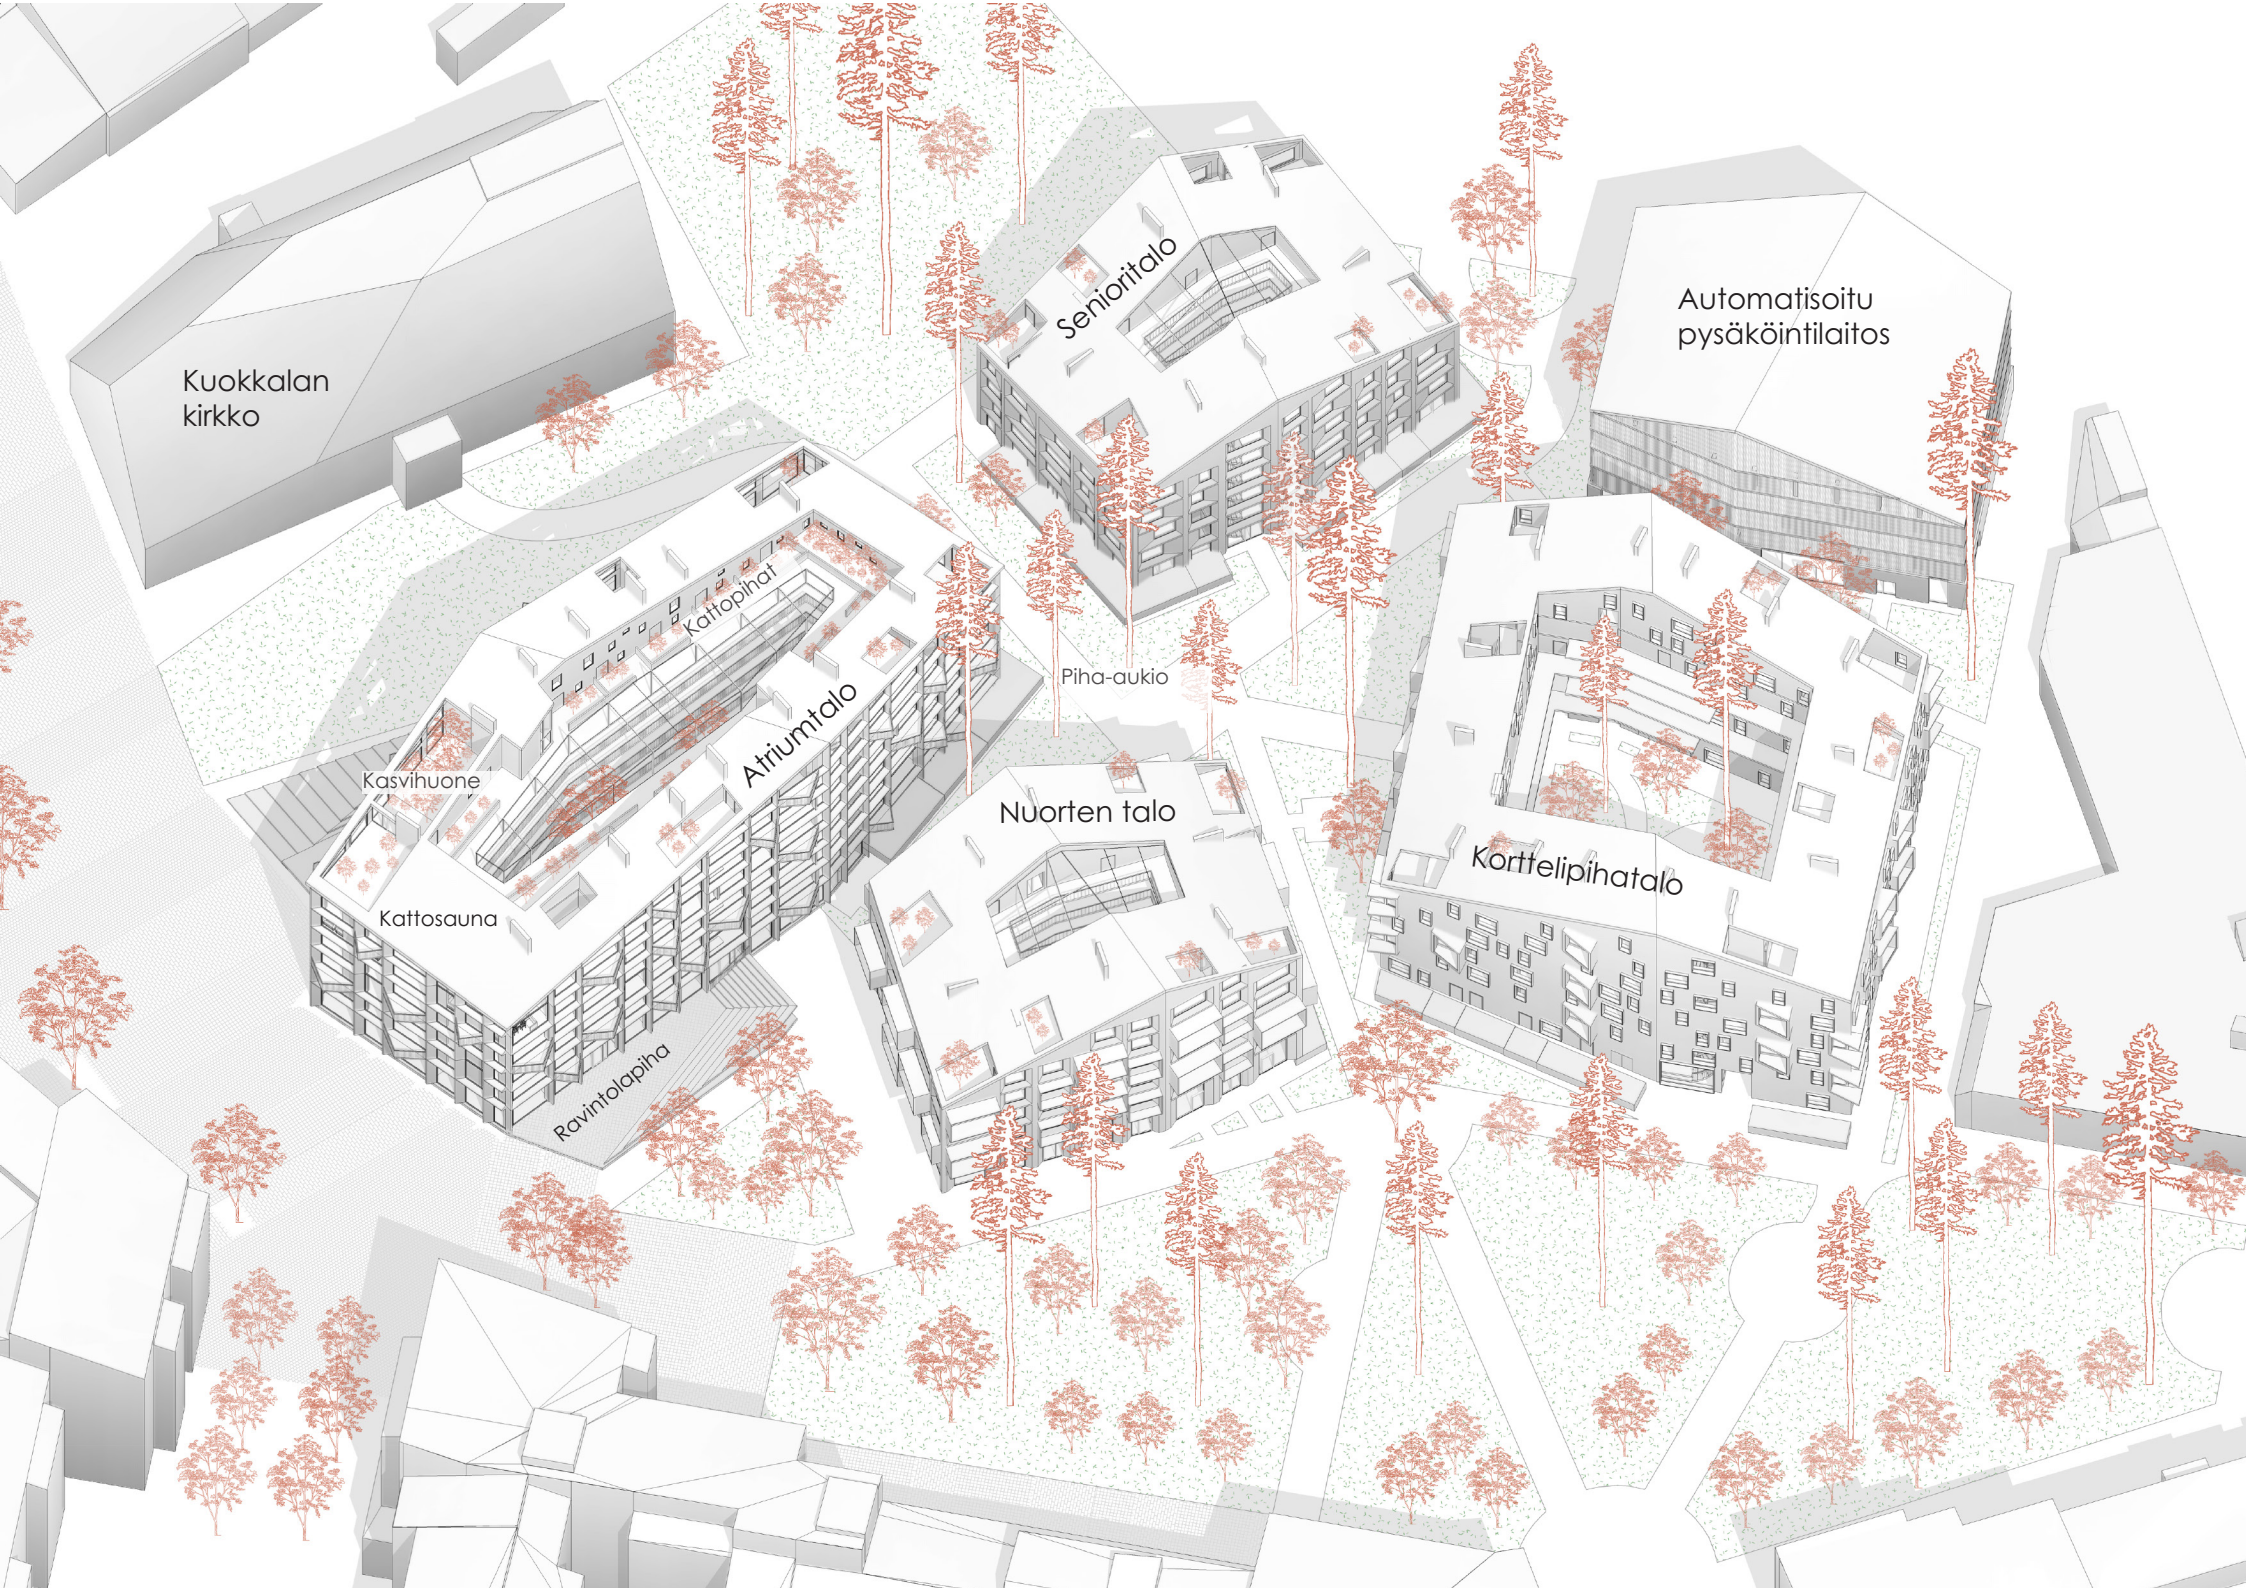 Senioritalo
Automatisoitu
pysäköintilaitos
Kuokkalan
kirkko
Kattopihat
Piha-aukio
Atriumtalo
Kasvihuone
Nuorten talo
Korttelipihatalo
Kattosauna
Ravintolapiha